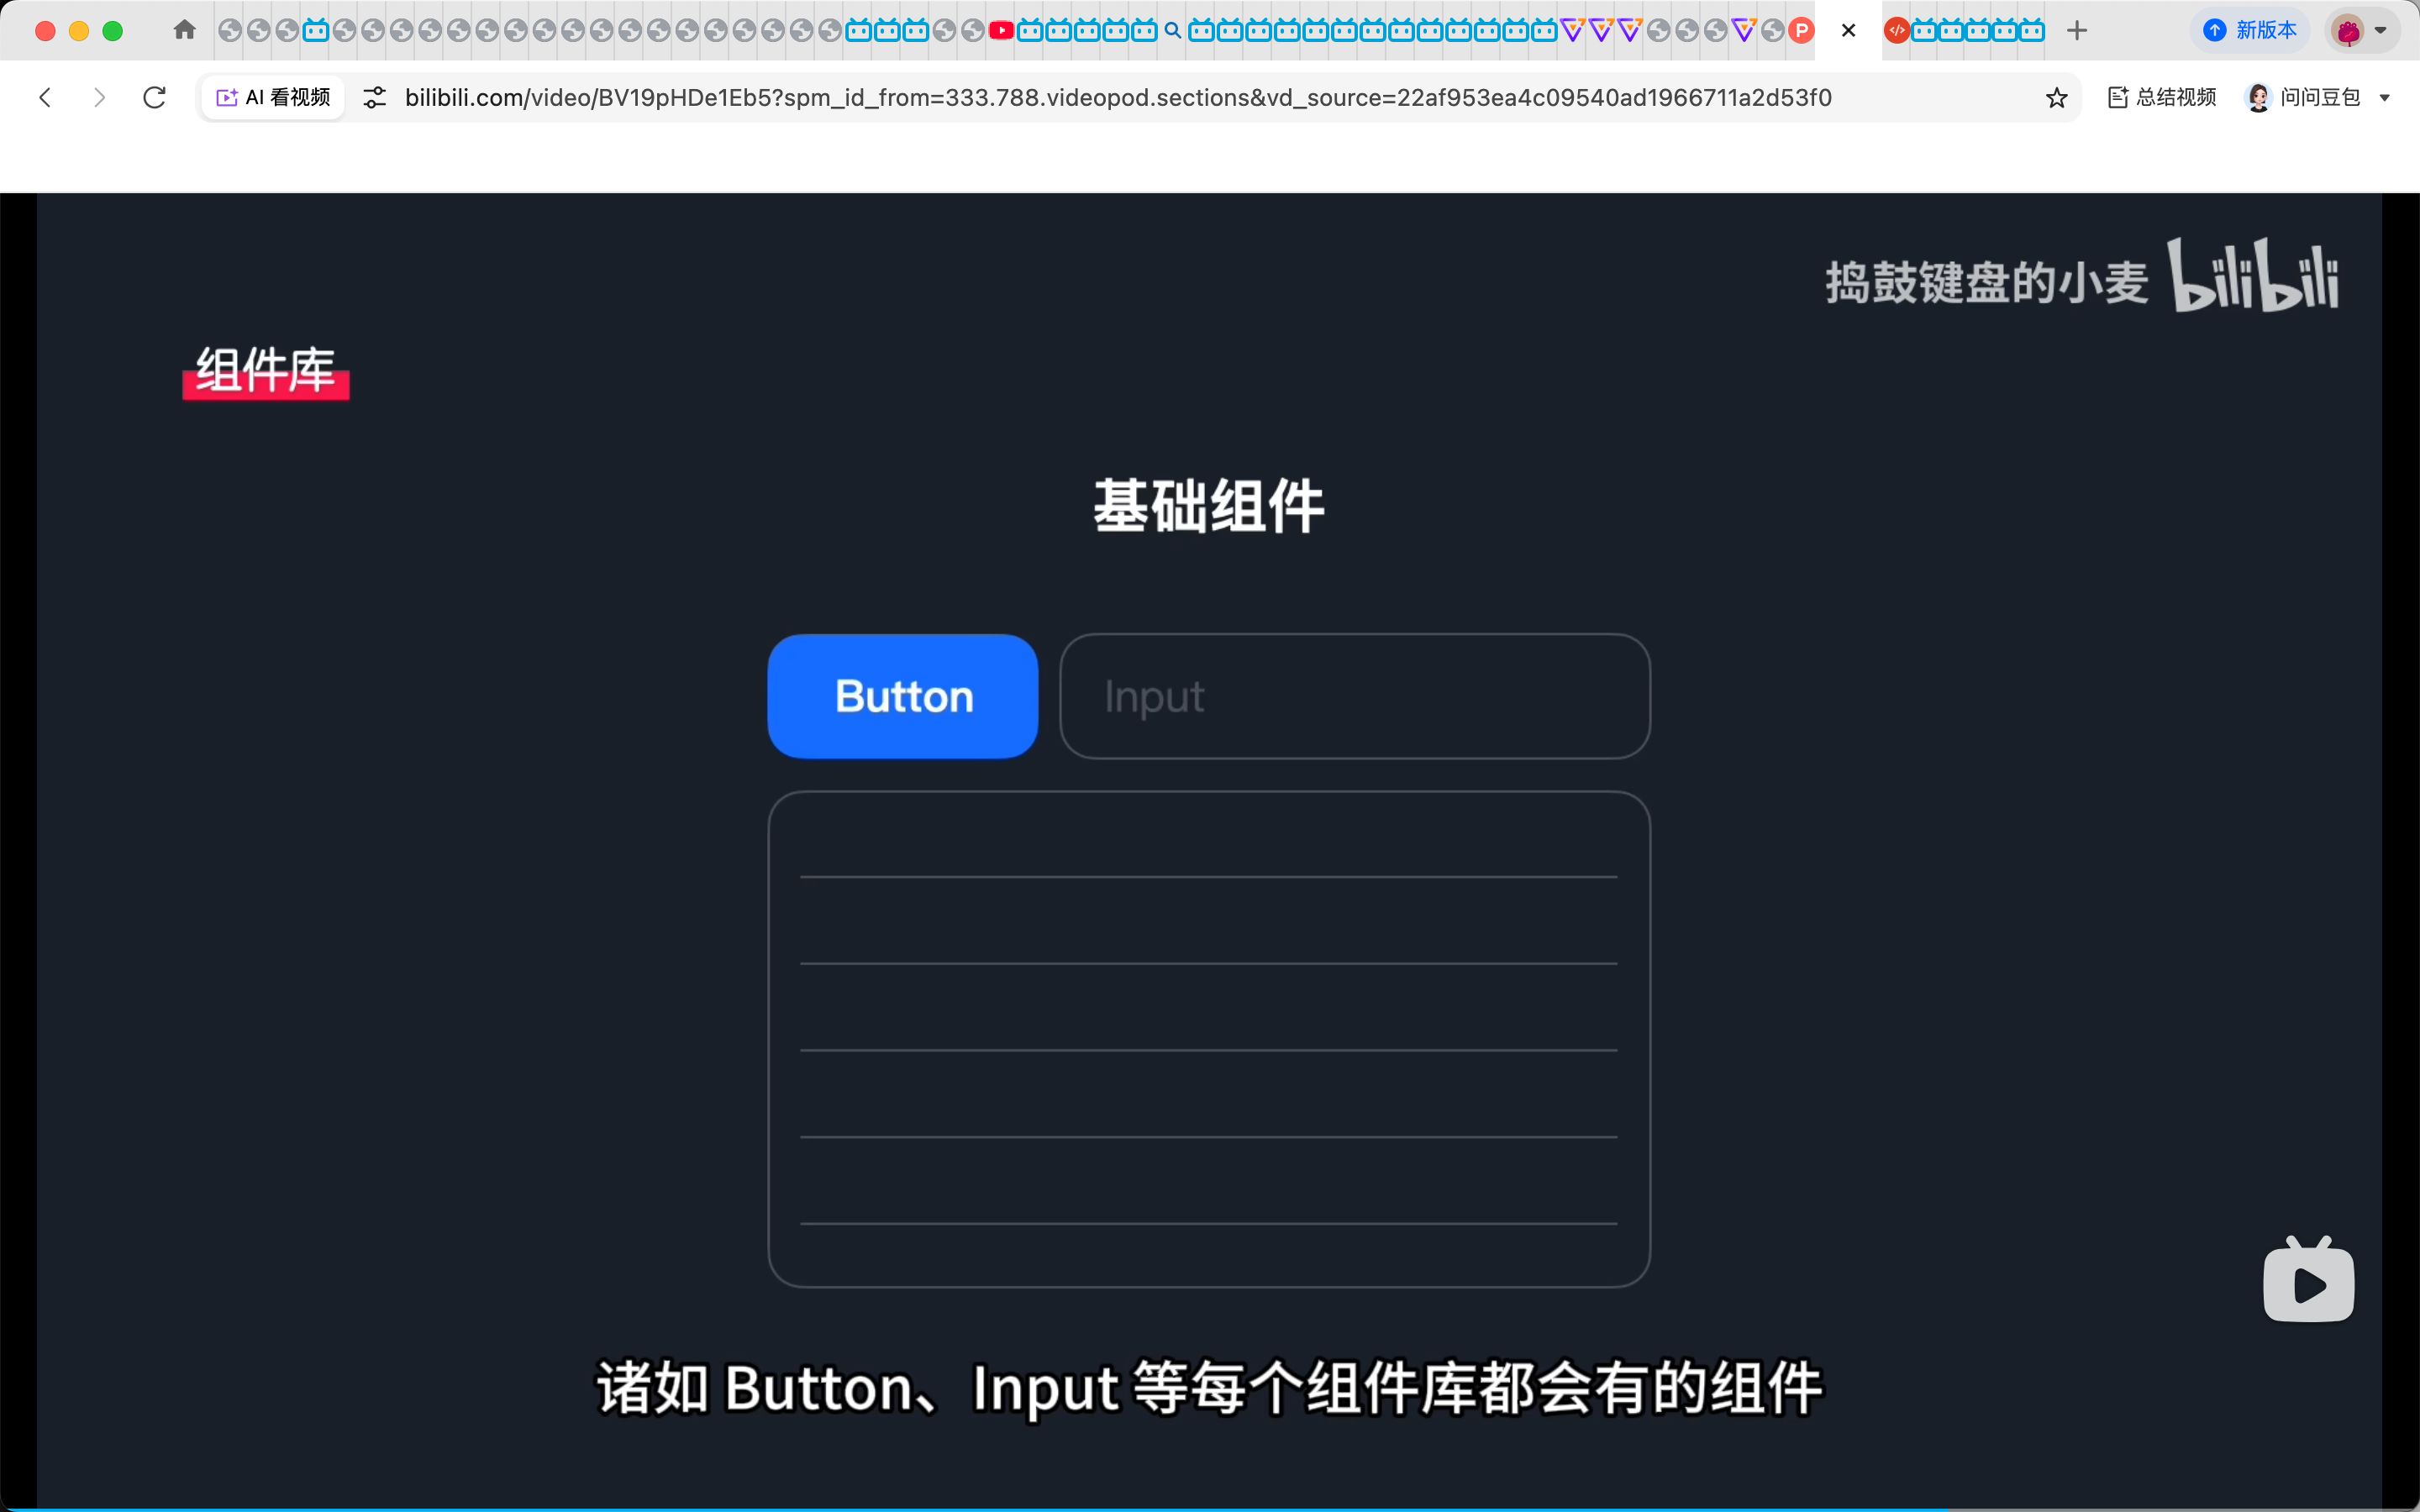 新版本
AI 看视频
bilibili.com/video/BV19pHDe1Eb5?spm_id_from=333.788.videopod.sections&vd_source=22af953ea4c09540ad1966711a2d53f0
总结视频
问问豆包
捣鼓键盘的小麦 bilibili
组件库
基础组件
Button
Input
诸如 Button、Input 等每个组件库都会有的组件